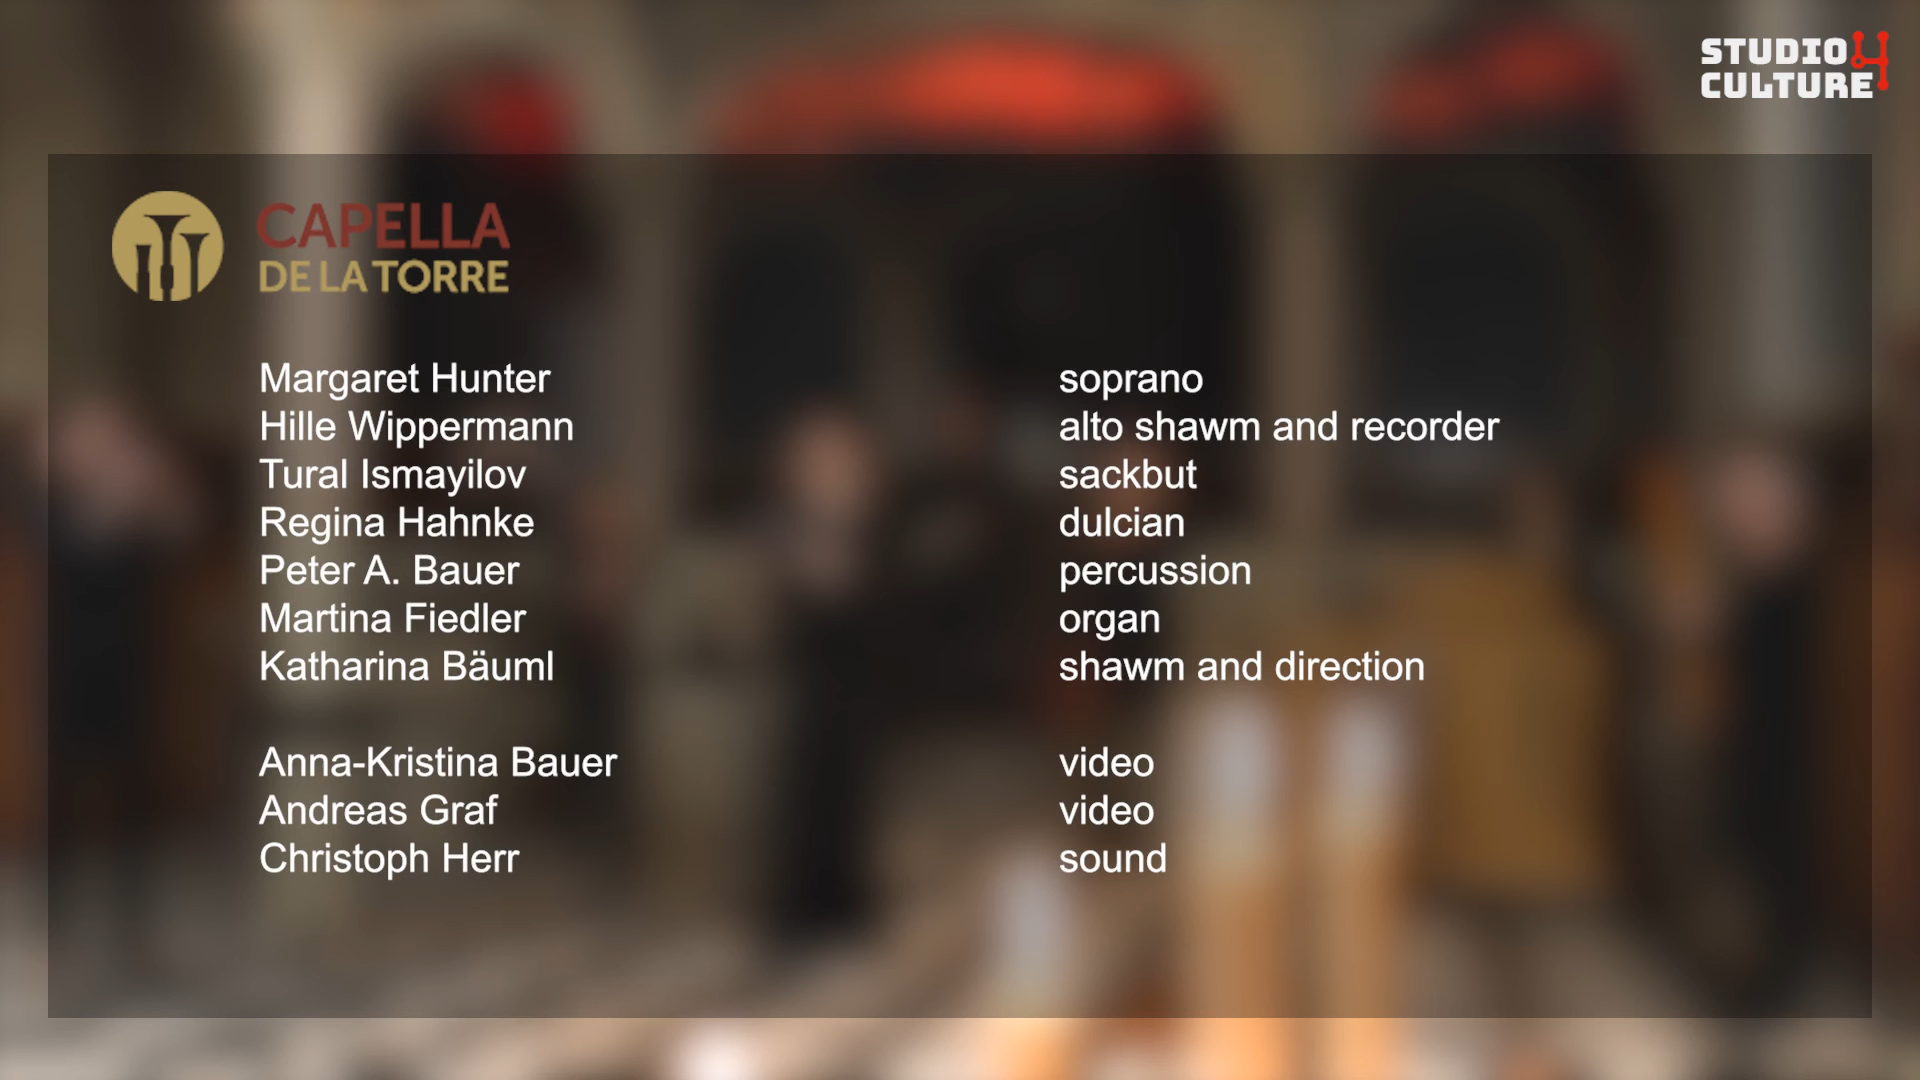 STUDIO4
CULTURE
CAPELLA
DE LA TORRE
Margaret Hunter soprano
Hille Wippermann alto shawm and recorder
Tural Ismayilov sackbut
Regina Hahnke dulcian
Peter A. Bauer percussion
Martina Fiedler organ
Katharina Bäuml shawm and direction
Anna-Kristina Bauer video
Andreas Graf video
Christoph Herr sound